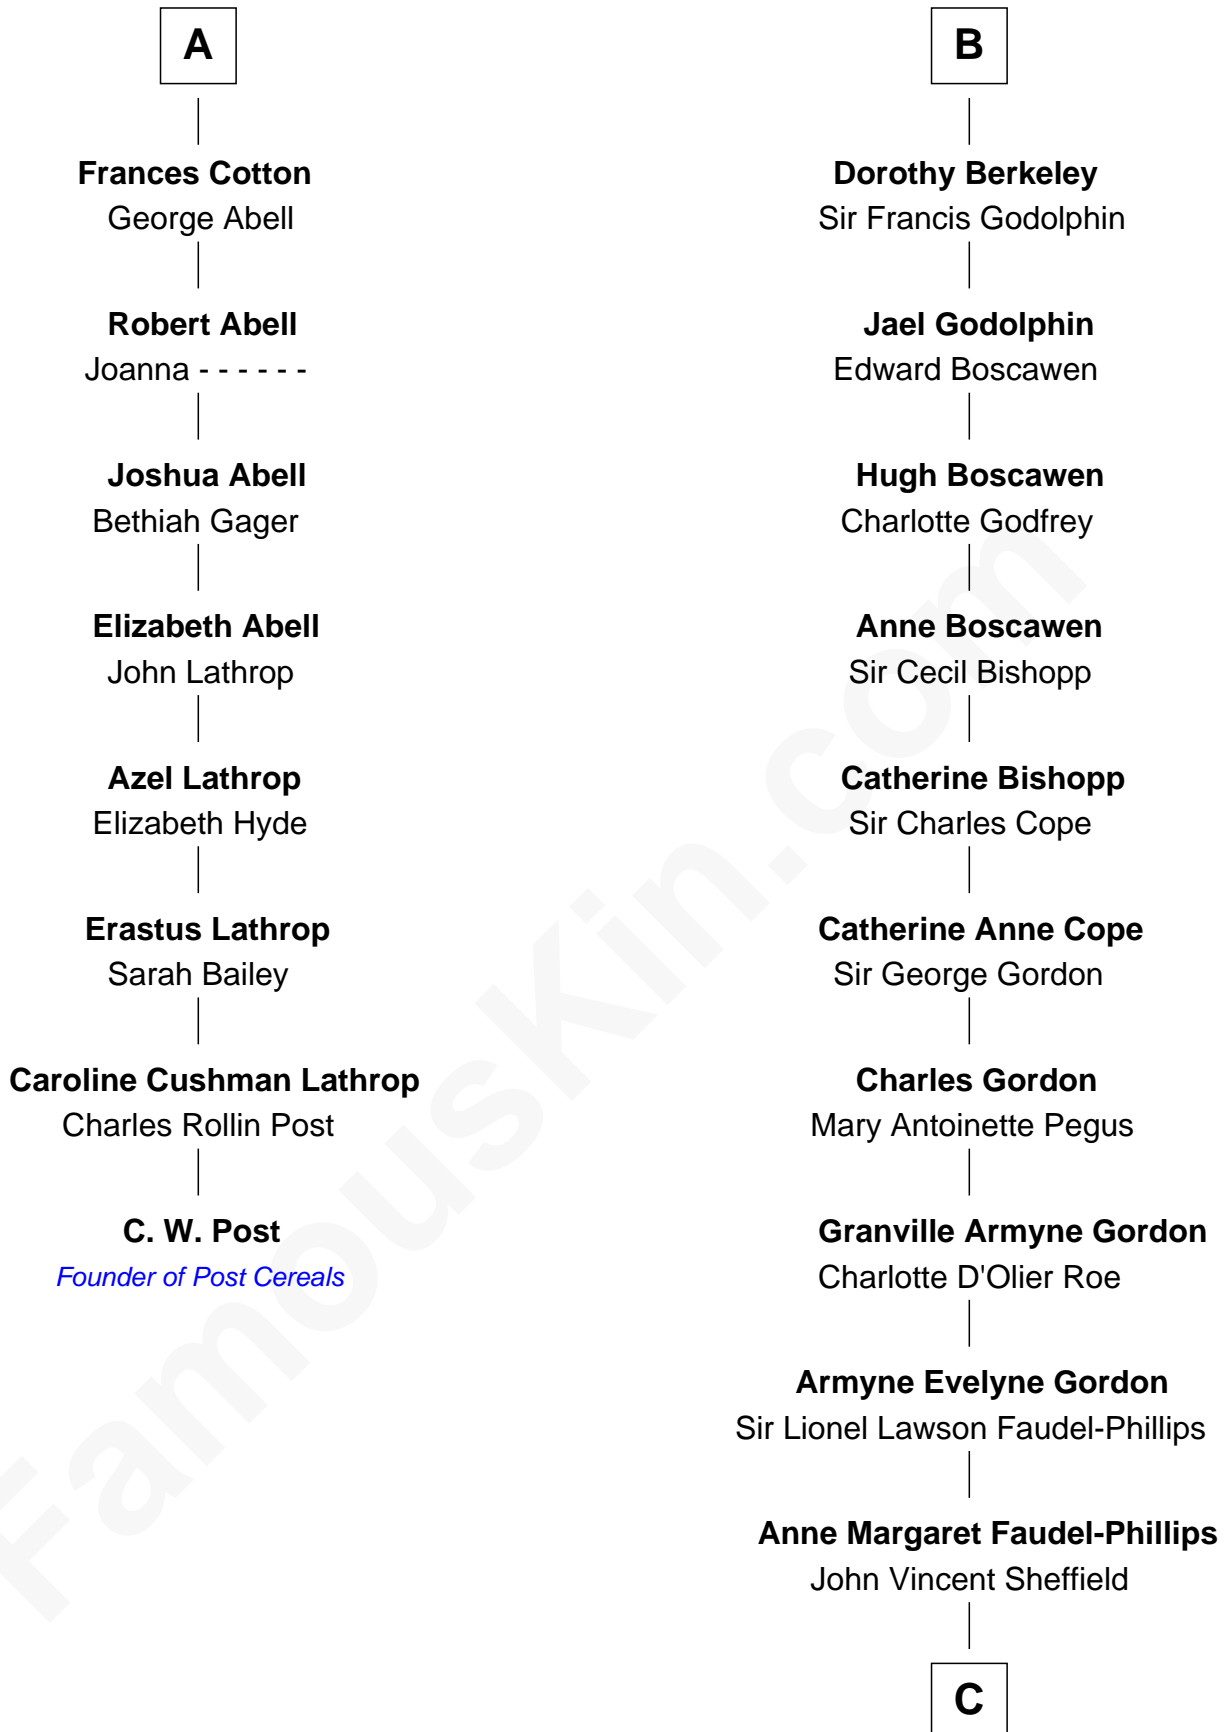 A
Frances Cotton
George Abell
Robert Abell
Joanna - - - - - -
Joshua Abell
Bethiah Gager
Elizabeth Abell
John Lathrop
Azel Lathrop
Elizabeth Hyde
Erastus Lathrop
Sarah Bailey
Caroline Cushman Lathrop
Charles Rollin Post
C. W. Post
Founder of Post Cereals
B
Dorothy Berkeley
Sir Francis Godolphin
Jael Godolphin
Edward Boscawen
Hugh Boscawen
Charlotte Godfrey
Anne Boscawen
Sir Cecil Bishopp
Catherine Bishopp
Sir Charles Cope
Catherine Anne Cope
Sir George Gordon
Charles Gordon
Mary Antoinette Pegus
Granville Armyne Gordon
Charlotte D'Olier Roe
Armyne Evelyne Gordon
Sir Lionel Lawson Faudel-Phillips
Anne Margaret Faudel-Phillips
John Vincent Sheffield
C
FamousKin.com